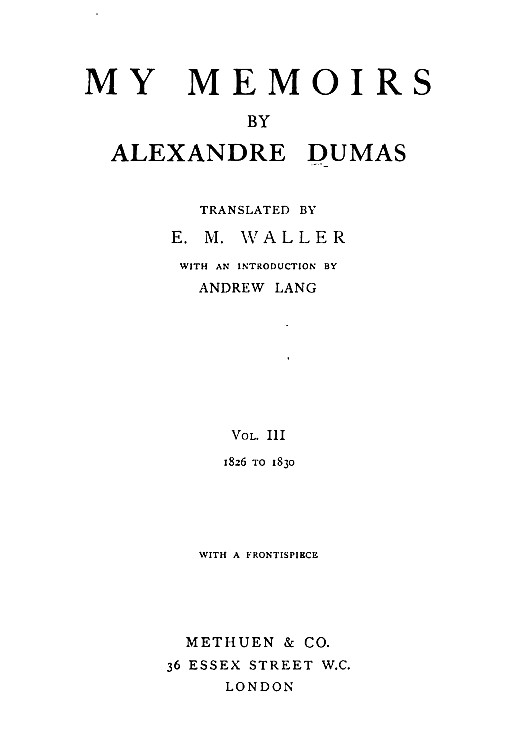 MY MEMOIRS
BY
ALEXANDRE DUMAS
TRANSLATED BY
E. M. WALLER
WITH AN INTRODUCTION BY
ANDREW LANG
VOL. III
1826 TO 1830
WITH A FRONTISPIECE
METHUEN & CO.
36 ESSEX STREET W.C.
LONDON